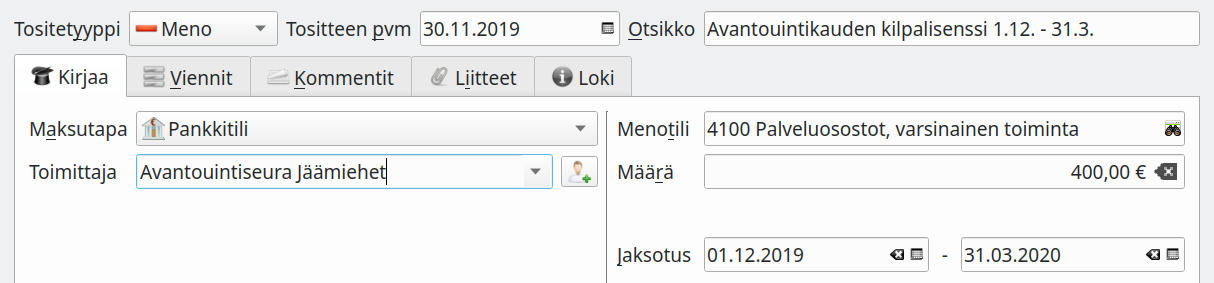 Tositetyyppi Meno Tositteen pvm 30.11.2019 Otsikko Avantouintikauden kilpalisenssi 1.12. - 31.3.
Kirjaa Viennit Kommentit Liitteet Loki
Maksutapa Pankkitili Menotili 4100 Palveluosostot, varsinainen toiminta
Toimittaja Avantouintiseura Jäämiehet Määrä 400,00 €
Jaksotus 01.12.2019 - 31.03.2020